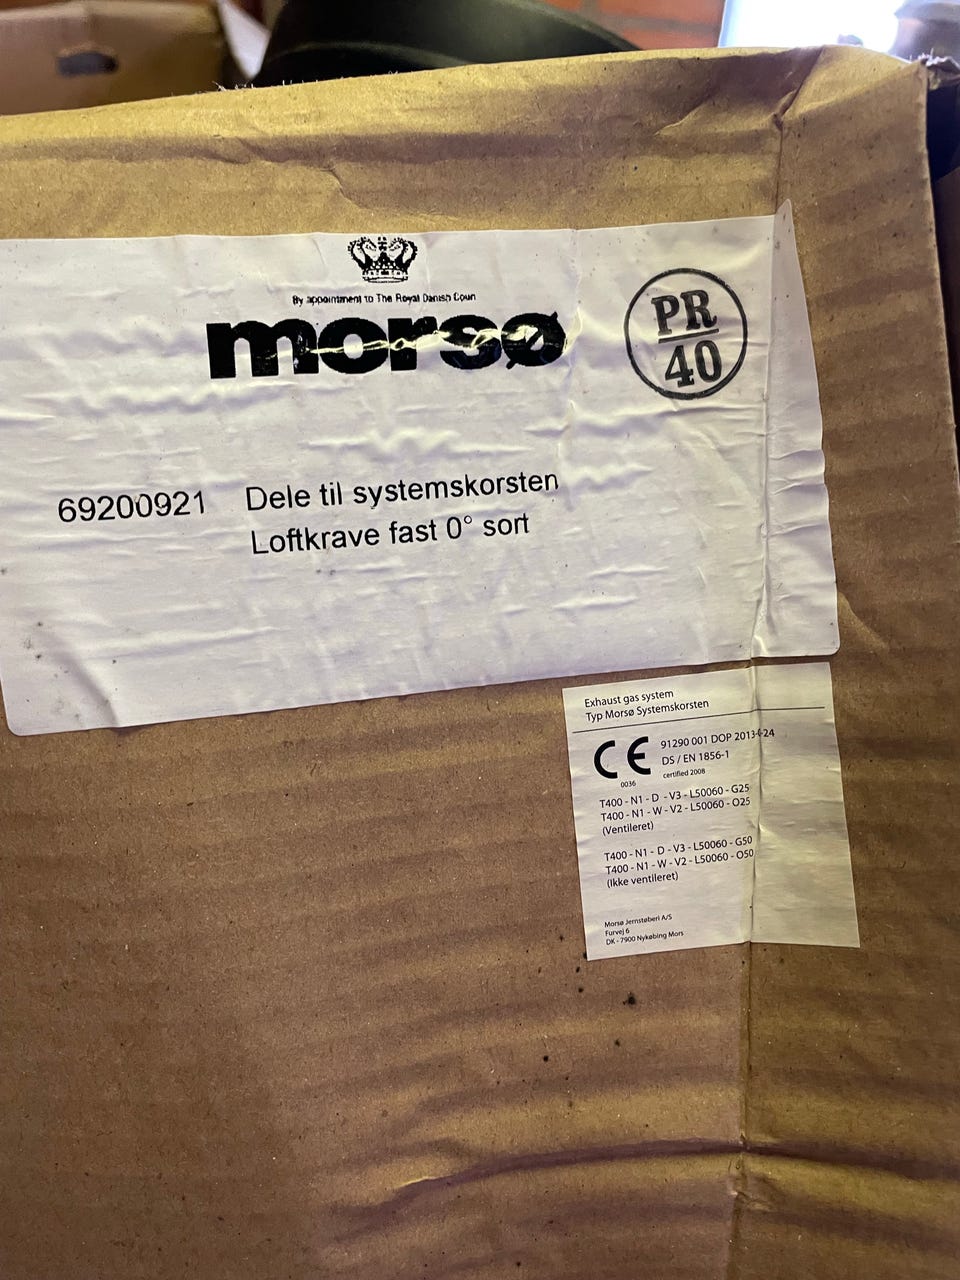 By appointment to The Royal Danish Court
morsø
PR
40
69200921 Dele til systemskorsten
Loftkrave fast 0° sort
Exhaust gas system
Typ Morsø Systemskorsten
CE
91290 001 DOP 2013-6-24
DS / EN 1856-1
certified 2008
0036
T400 - N1 - D - V3 - L50060 - G25
T400 - N1 - W - V2 - L50060 - O25
(Ventileret)
T400 - N1 - D - V3 - L50060 - G50
T400 - N1 - W - V2 - L50060 - O50
(Ikke ventileret)
Morsø Jernstøberi A/S
Furvej 6
DK - 7900 Nykøbing Mors